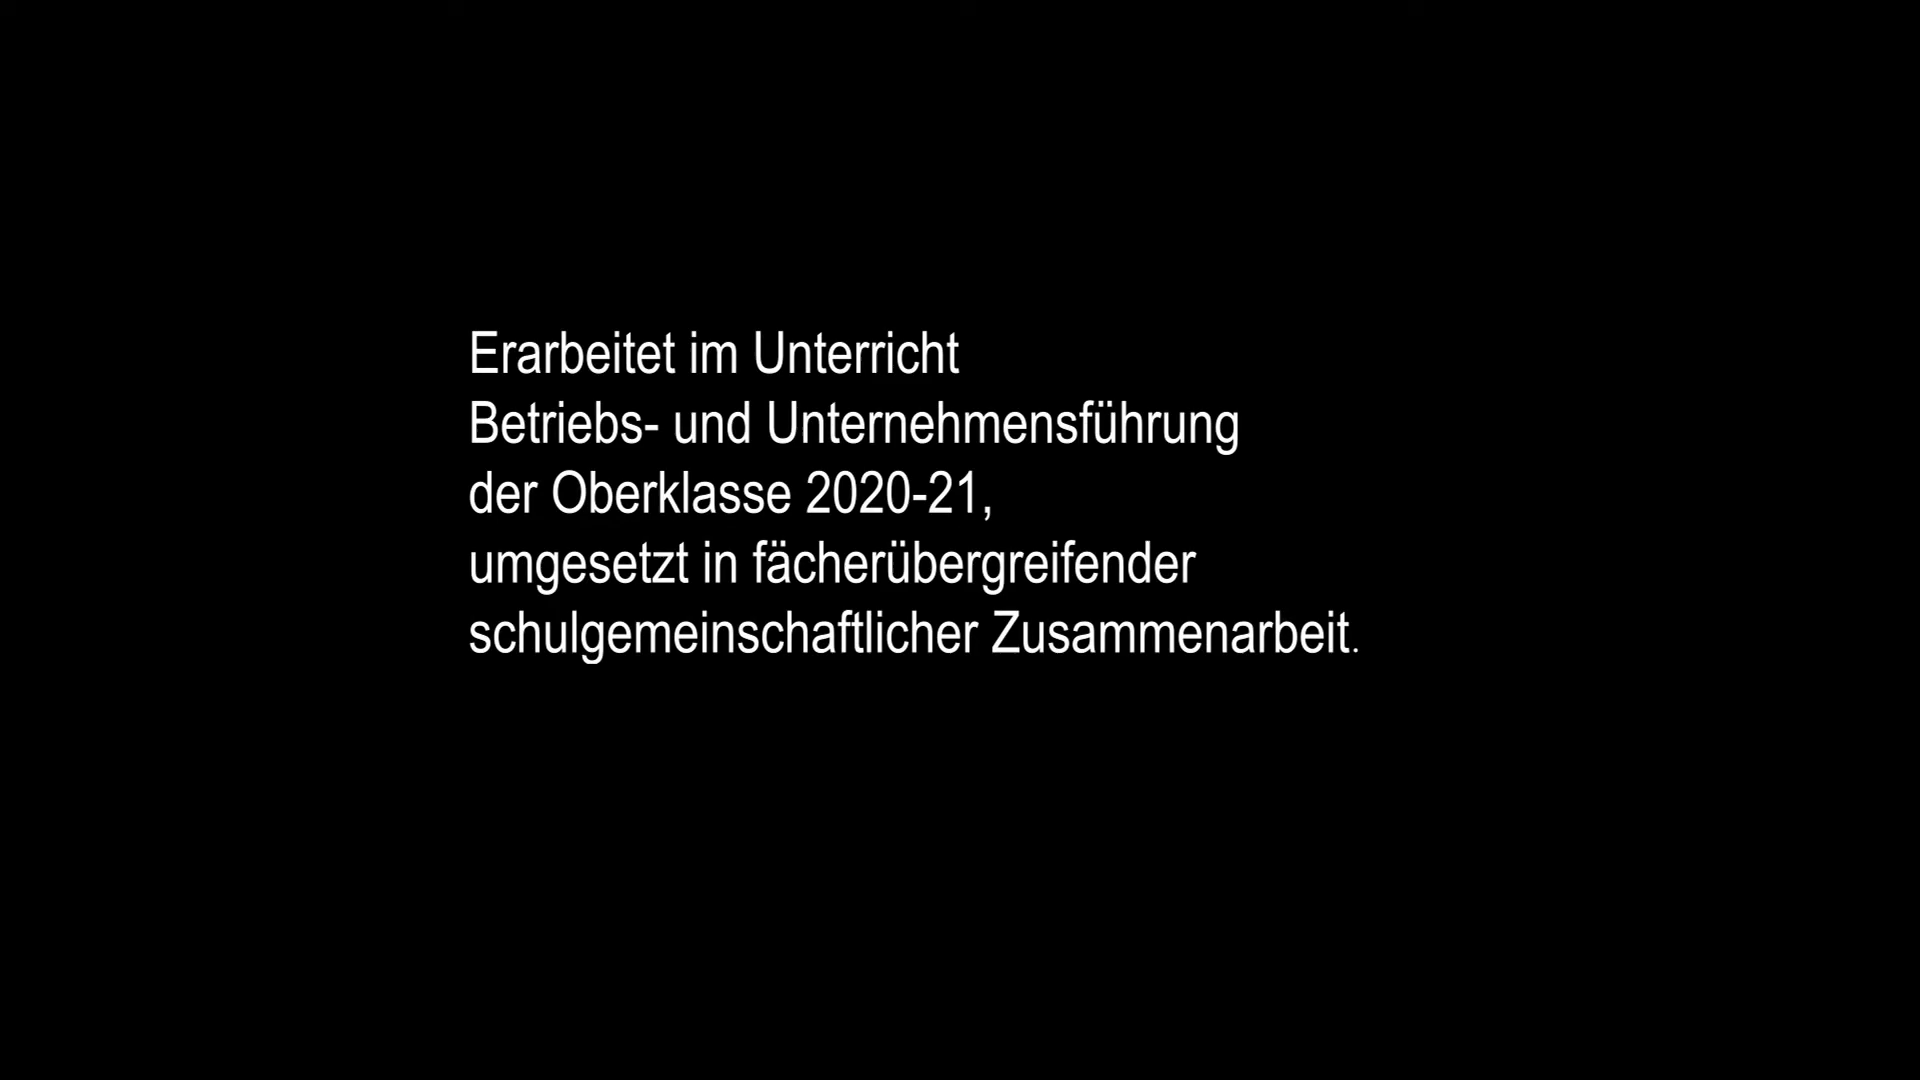 Erarbeitet im Unterricht
Betriebs- und Unternehmensführung
der Oberklasse 2020-21,
umgesetzt in fächerübergreifender
schulgemeinschaftlicher Zusammenarbeit.